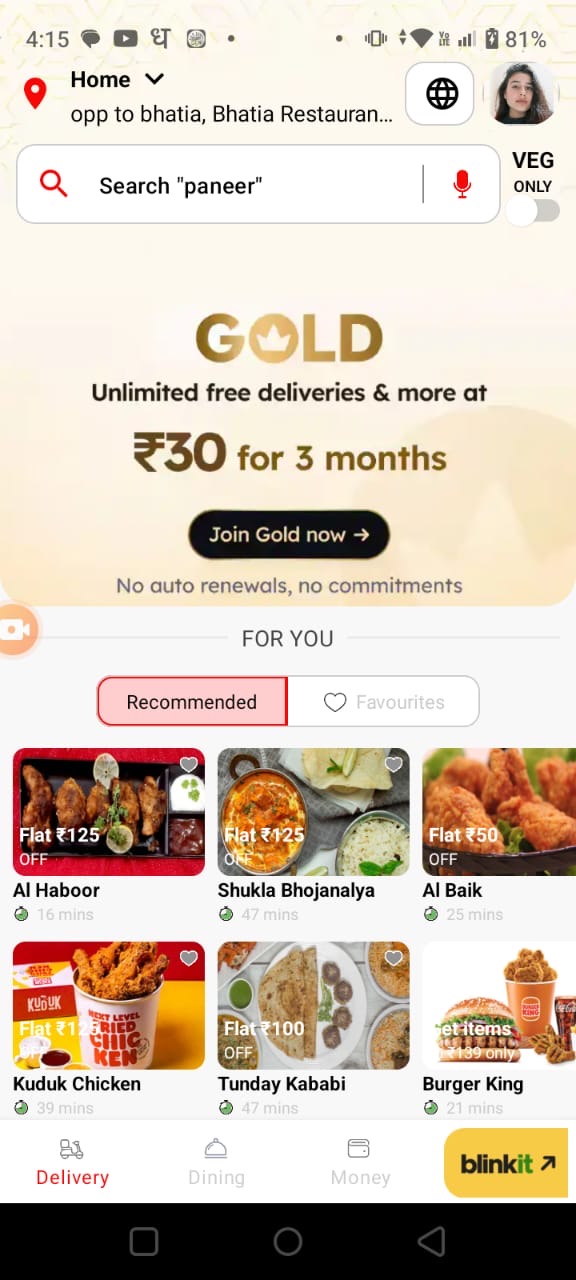 4:15 ध 81%
Home
opp to bhatia, Bhatia Restauran...
Search "paneer"
VEG
ONLY
GOLD
Unlimited free deliveries & more at
₹30 for 3 months
Join Gold now →
No auto renewals, no commitments
FOR YOU
Recommended Favourites
Flat ₹125 Flat ₹125 Flat ₹50
OFF OFF OFF
Al Haboor Shukla Bhojanalya Al Baik
16 mins 47 mins 25 mins
KUDUK
NEXT LEVEL
FRIED
CHIC
KEN
BURGER
KING
Flat ₹125 Flat ₹100 Get items
OFF OFF ₹139 only
Kuduk Chicken Tunday Kababi Burger King
39 mins 47 mins 21 mins
Delivery Dining Money blinkit